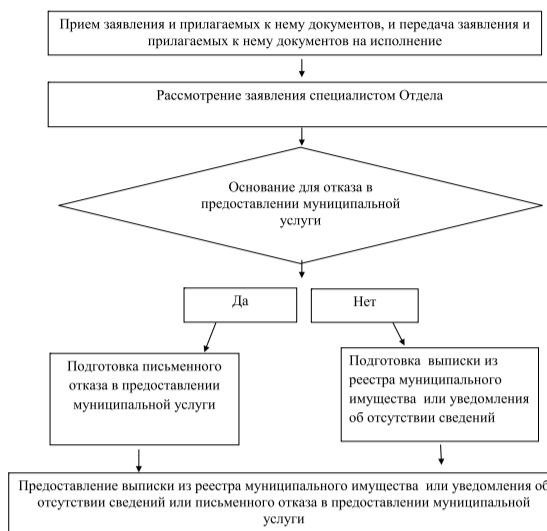 Прием заявления и прилагаемых к нему документов, и передача заявления и
прилагаемых к нему документов на исполнение
Рассмотрение заявления специалистом Отдела
Основание для отказа в
предоставлении муниципальной
услуги
Да
Нет
Подготовка письменного
отказа в предоставлении
муниципальной услуги
Подготовка выписки из
реестра муниципального
имущества или уведомления
об отсутствии сведений
Предоставление выписки из реестра муниципального имущества или уведомления об
отсутствии сведений или письменного отказа в предоставлении муниципальной
услуги